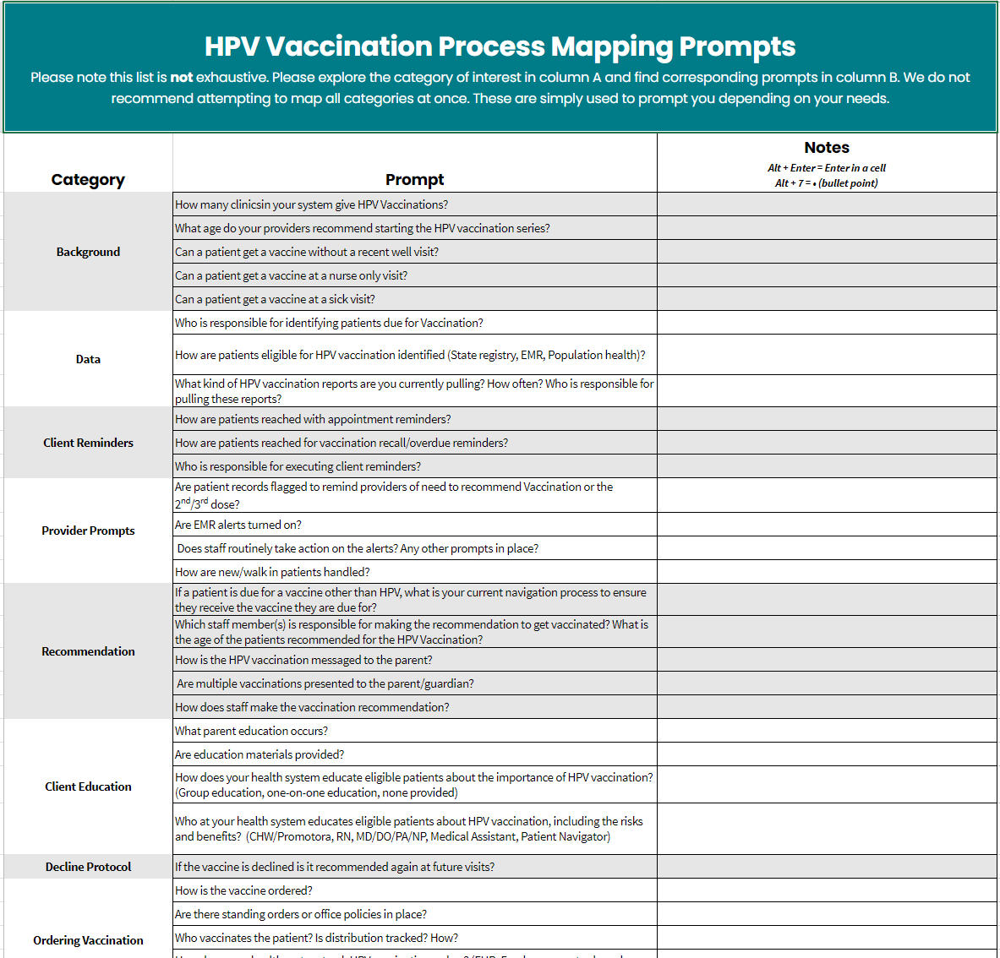 HPV Vaccination Process Mapping Prompts
Please note this list is not exhaustive. Please explore the category of interest in column A and find corresponding prompts in column B. We do not
recommend attempting to map all categories at once. These are simply used to prompt you depending on your needs.
Category
Prompt
Notes
Alt + Enter = Enter in a cell
Alt + 7 = • (bullet point)
Background
How many clinicsin your system give HPV Vaccinations?
What age do your providers recommend starting the HPV vaccination series?
Can a patient get a vaccine without a recent well visit?
Can a patient get a vaccine at a nurse only visit?
Can a patient get a vaccine at a sick visit?
Data
Who is responsible for identifying patients due for Vaccination?
How are patients eligible for HPV vaccination identified (State registry, EMR, Population health)?
What kind of HPV vaccination reports are you currently pulling? How often? Who is responsible for
pulling these reports?
Client Reminders
How are patients reached with appointment reminders?
How are patients reached for vaccination recall/overdue reminders?
Who is responsible for executing client reminders?
Provider Prompts
Are patient records flagged to remind providers of need to recommend Vaccination or the
2nd/3rd dose?
Are EMR alerts turned on?
Does staff routinely take action on the alerts? Any other prompts in place?
How are new/walk in patients handled?
Recommendation
If a patient is due for a vaccine other than HPV, what is your current navigation process to ensure
they receive the vaccine they are due for?
Which staff member(s) is responsible for making the recommendation to get vaccinated? What is
the age of the patients recommended for the HPV Vaccination?
How is the HPV vaccination messaged to the parent?
Are multiple vaccinations presented to the parent/guardian?
How does staff make the vaccination recommendation?
Client Education
What parent education occurs?
Are education materials provided?
How does your health system educate eligible patients about the importance of HPV vaccination?
(Group education, one-on-one education, none provided)
Who at your health system educates eligible patients about HPV vaccination, including the risks
and benefits? (CHW/Promotora, RN, MD/DO/PA/NP, Medical Assistant, Patient Navigator)
Decline Protocol
If the vaccine is declined is it recommended again at future visits?
Ordering Vaccination
How is the vaccine ordered?
Are there standing orders or office policies in place?
Who vaccinates the patient? Is distribution tracked? How?